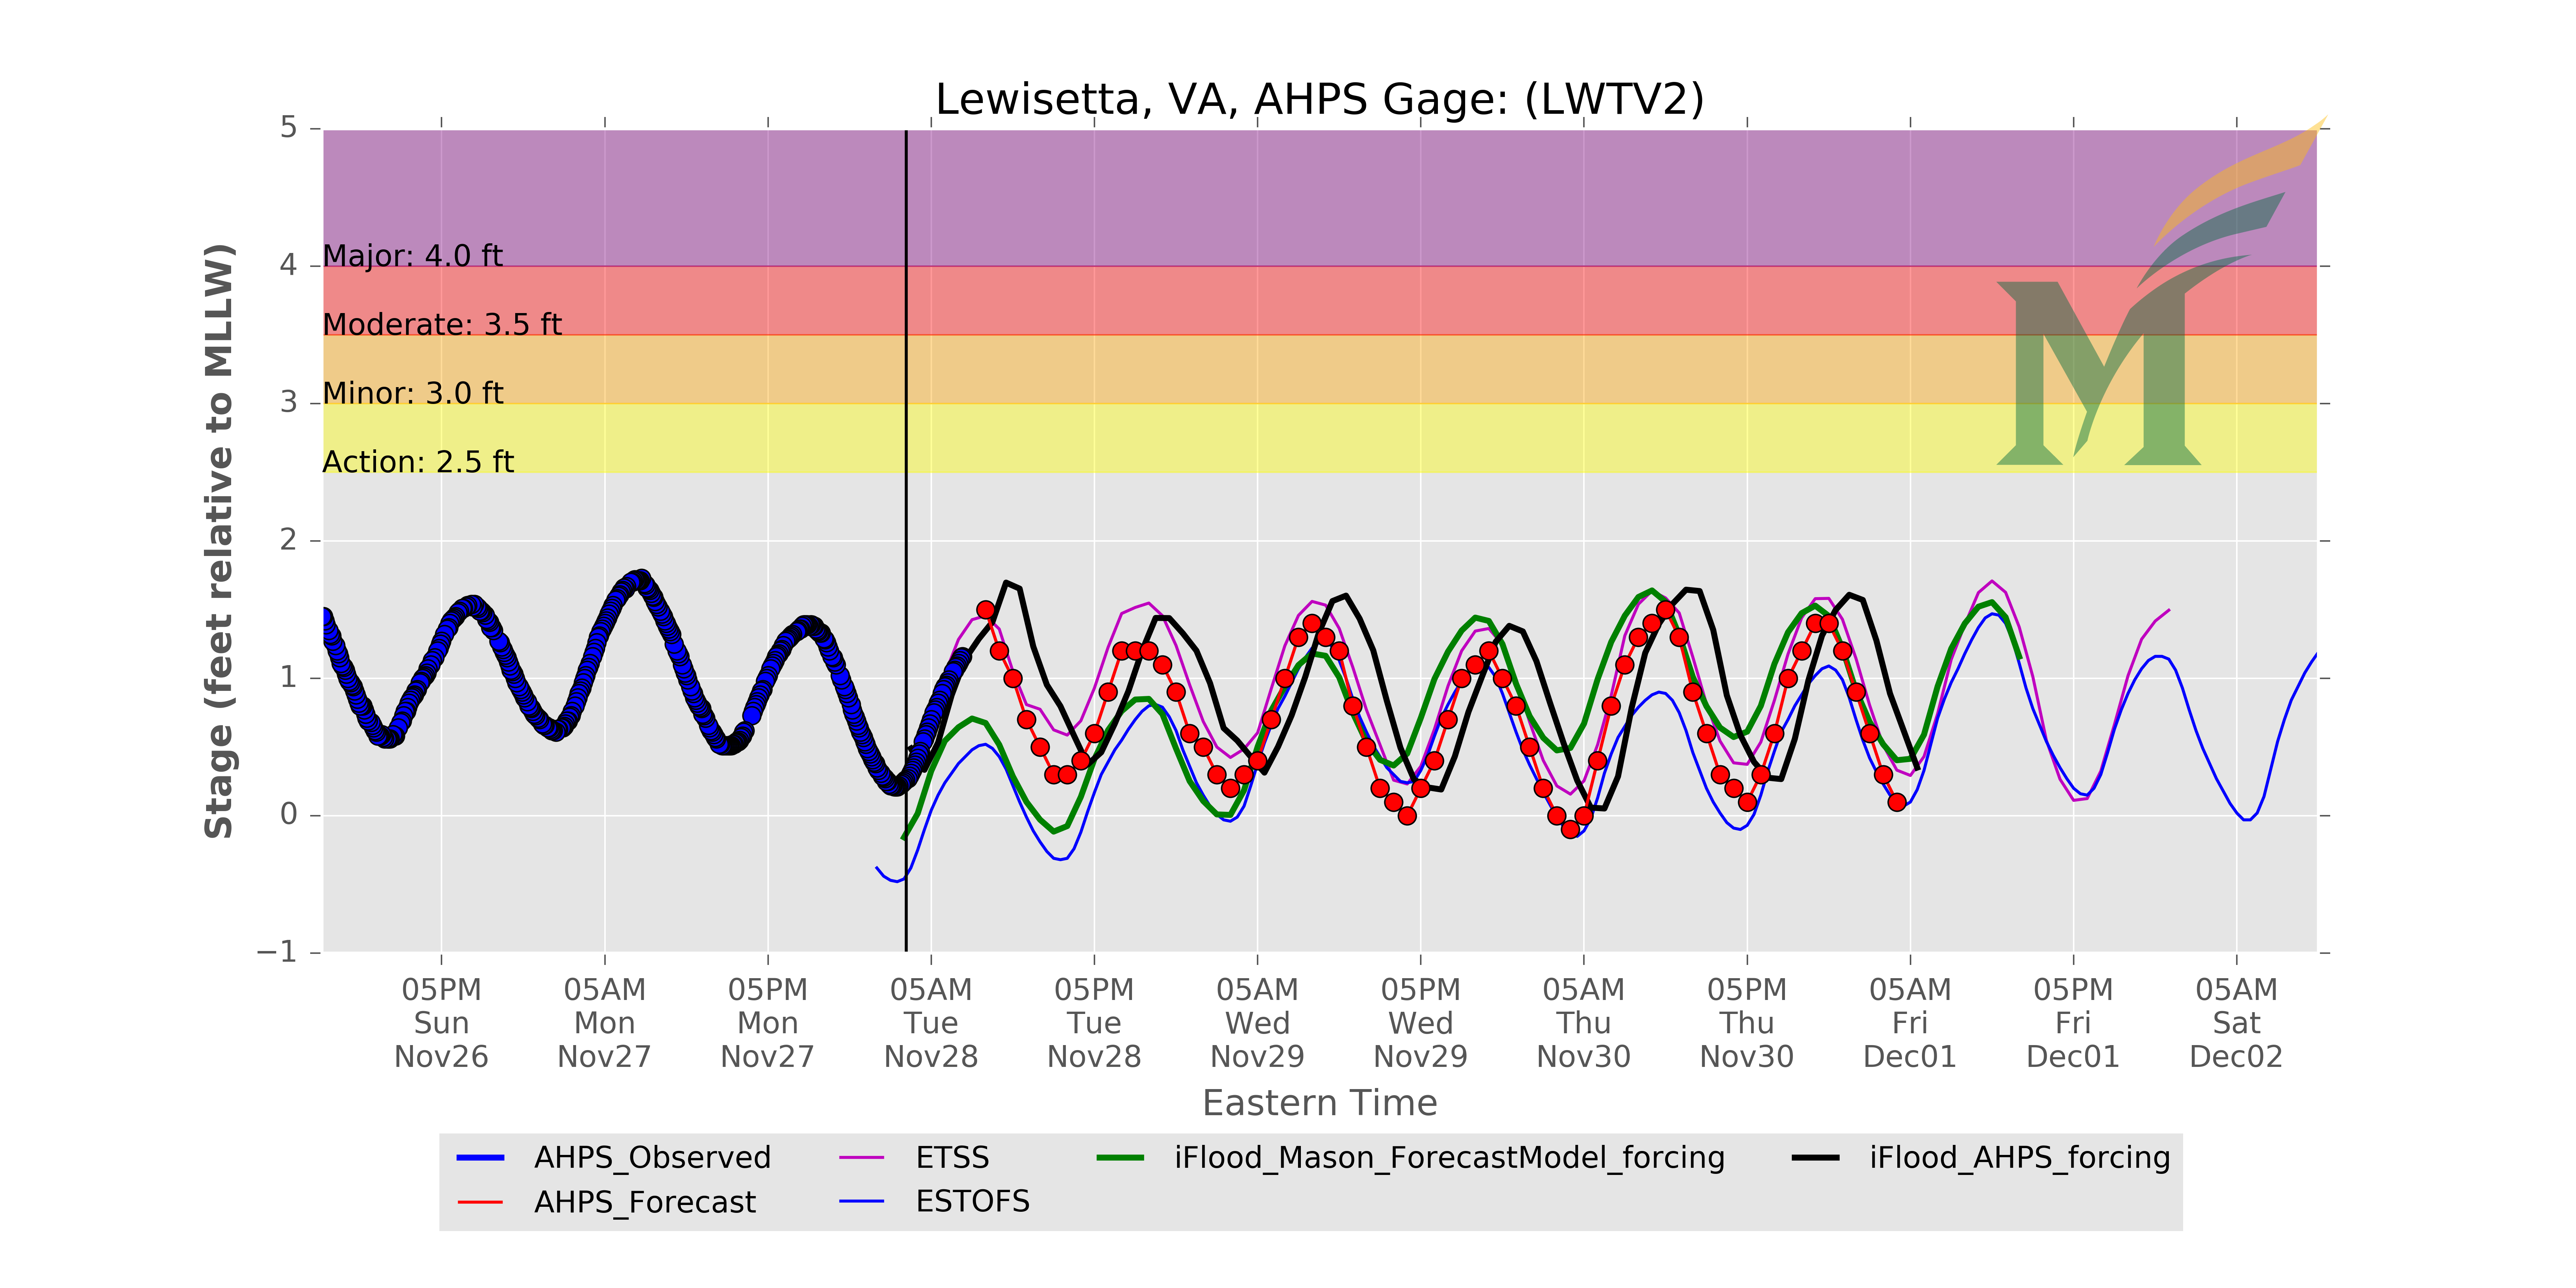 Lewisetta, VA, AHPS Gage: (LWTV2)
Stage (feet relative to MLLW)
5
4
3
2
1
0
−1
Major: 4.0 ft
Moderate: 3.5 ft
Minor: 3.0 ft
Action: 2.5 ft
M
05PM 05AM 05PM 05AM 05PM 05AM 05PM 05AM 05PM 05AM 05PM 05AM
Sun Mon Mon Tue Tue Wed Wed Thu Thu Fri Fri Sat
Nov26 Nov27 Nov27 Nov28 Nov28 Nov29 Nov29 Nov30 Nov30 Dec01 Dec01 Dec02
Eastern Time
AHPS_Observed ETSS iFlood_Mason_ForecastModel_forcing iFlood_AHPS_forcing
AHPS_Forecast ESTOFS